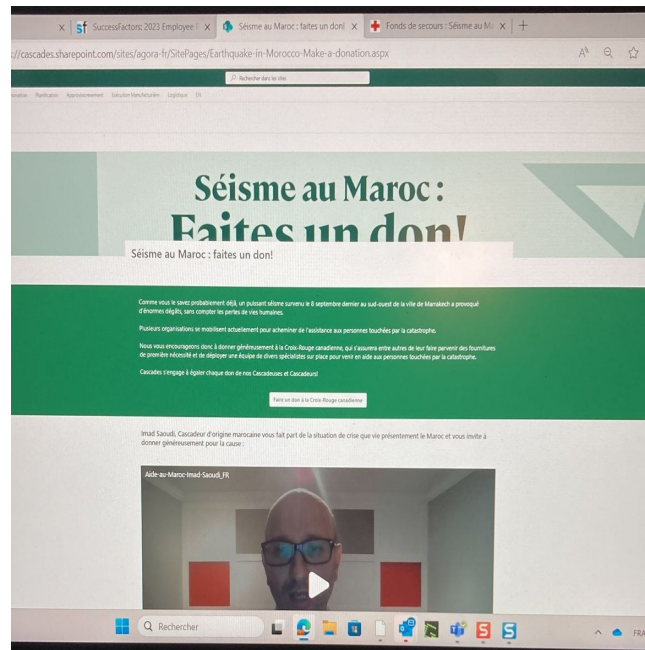 SuccessFactors: 2023 Employee
Séisme au Maroc : faites un don!
Fonds de secours : Séisme au M
://cascades.sharepoint.com/sites/agora-fr/SitePages/Earthquake-in-Morocco-Make-a-donation.aspx
Rechercher dans les sites
Planification Approvisionnement Exécution Manufacturière Logistique EN
Séisme au Maroc :
Faites un don!
Séisme au Maroc : faites un don!
Comme vous le savez probablement déjà, un puissant séisme survenu le 8 septembre dernier au sud-ouest de la ville de Marrakech a provoqué
d'énormes dégâts, sans compter les pertes de vies humaines.
Plusieurs organisations se mobilisent actuellement pour acheminer de l'assistance aux personnes touchées par la catastrophe.
Nous vous encourageons donc à donner généreusement à la Croix-Rouge canadienne, qui s'assurera entre autres de leur faire parvenir des fournitures
de première nécessité et de déployer une équipe de divers spécialistes sur place pour venir en aide aux personnes touchées par la catastrophe.
Cascades s'engage à égaler chaque don de nos Cascadeuses et Cascadeurs!
Faire un don à la Croix-Rouge canadienne
Imad Saoudi, Cascadeur d'origine marocaine vous fait part de la situation de crise que vie présentement le Maroc et vous invite à
donner généreusement pour la cause :
Aide-au-Maroc-Imad-Saoudi_FR
Rechercher
FRA